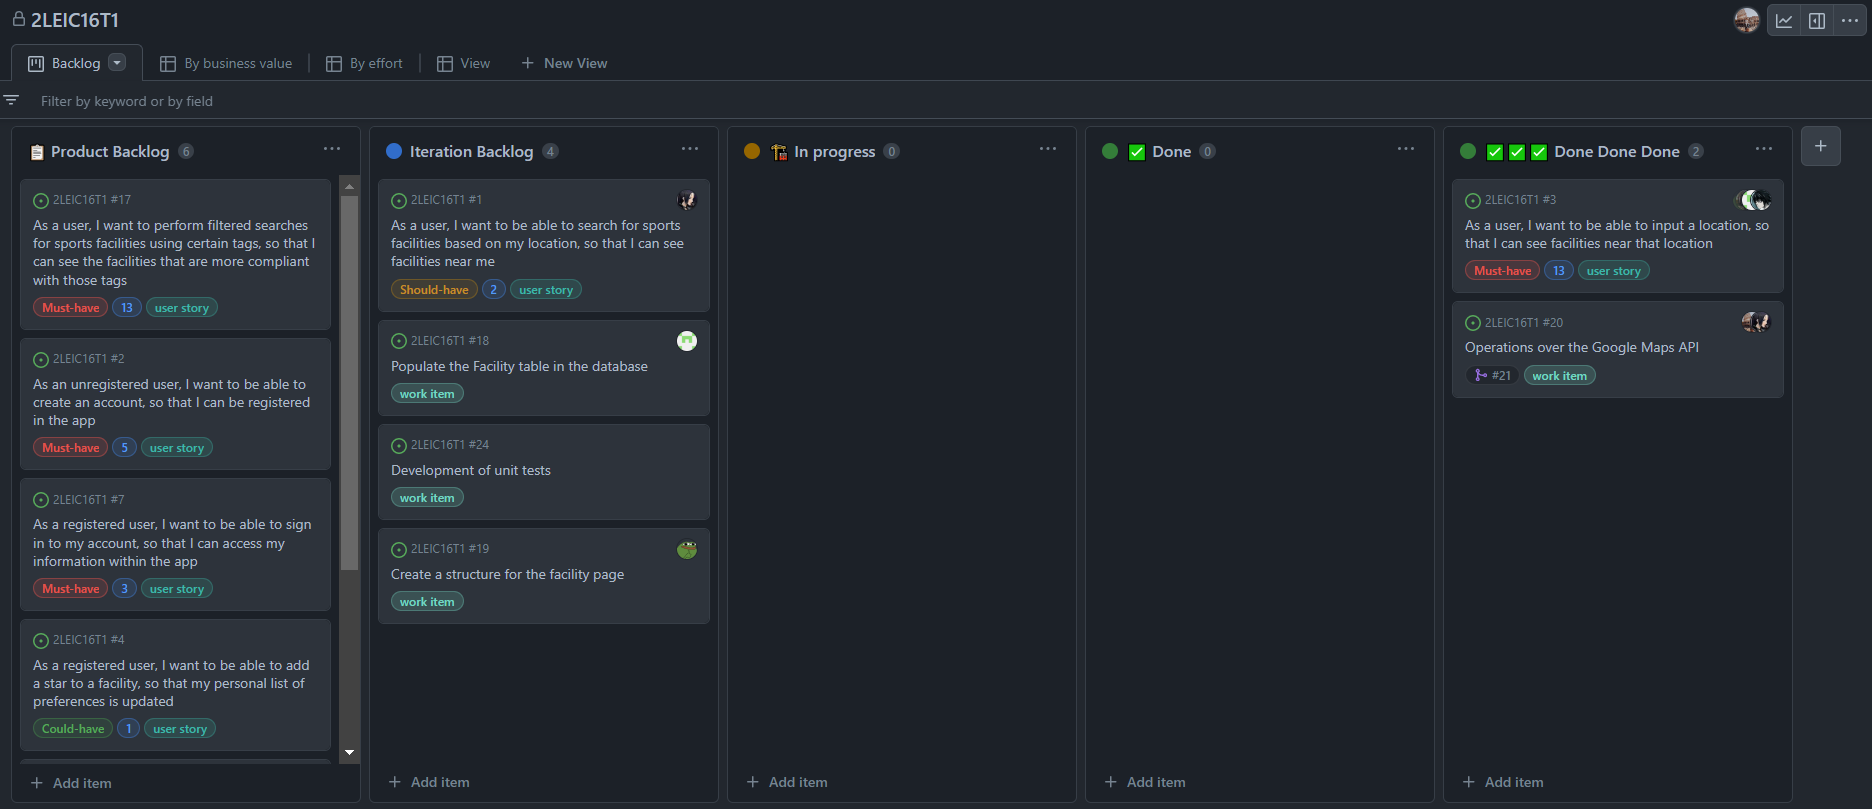 2LEIC16T1
Backlog
By business value
By effort
View
New View
Filter by keyword or by field
Product Backlog 6
2LEIC16T1 #17
As a user, I want to perform filtered searches
for sports facilities using certain tags, so that I
can see the facilities that are more compliant
with those tags
Must-have 13 user story
2LEIC16T1 #2
As an unregistered user, I want to be able to
create an account, so that I can be registered
in the app
Must-have 5 user story
2LEIC16T1 #7
As a registered user, I want to be able to sign
in to my account, so that I can access my
information within the app
Must-have 3 user story
2LEIC16T1 #4
As a registered user, I want to be able to add
a star to a facility, so that my personal list of
preferences is updated
Could-have 1 user story
+ Add item
Iteration Backlog 4
2LEIC16T1 #1
As a user, I want to be able to search for sports
facilities based on my location, so that I can see
facilities near me
Should-have 2 user story
2LEIC16T1 #18
Populate the Facility table in the database
work item
2LEIC16T1 #24
Development of unit tests
work item
2LEIC16T1 #19
Create a structure for the facility page
work item
+ Add item
In progress 0
+ Add item
Done 0
+ Add item
Done Done Done 2
2LEIC16T1 #3
As a user, I want to be able to input a location, so
that I can see facilities near that location
Must-have 13 user story
2LEIC16T1 #20
Operations over the Google Maps API
#21 work item
+ Add item